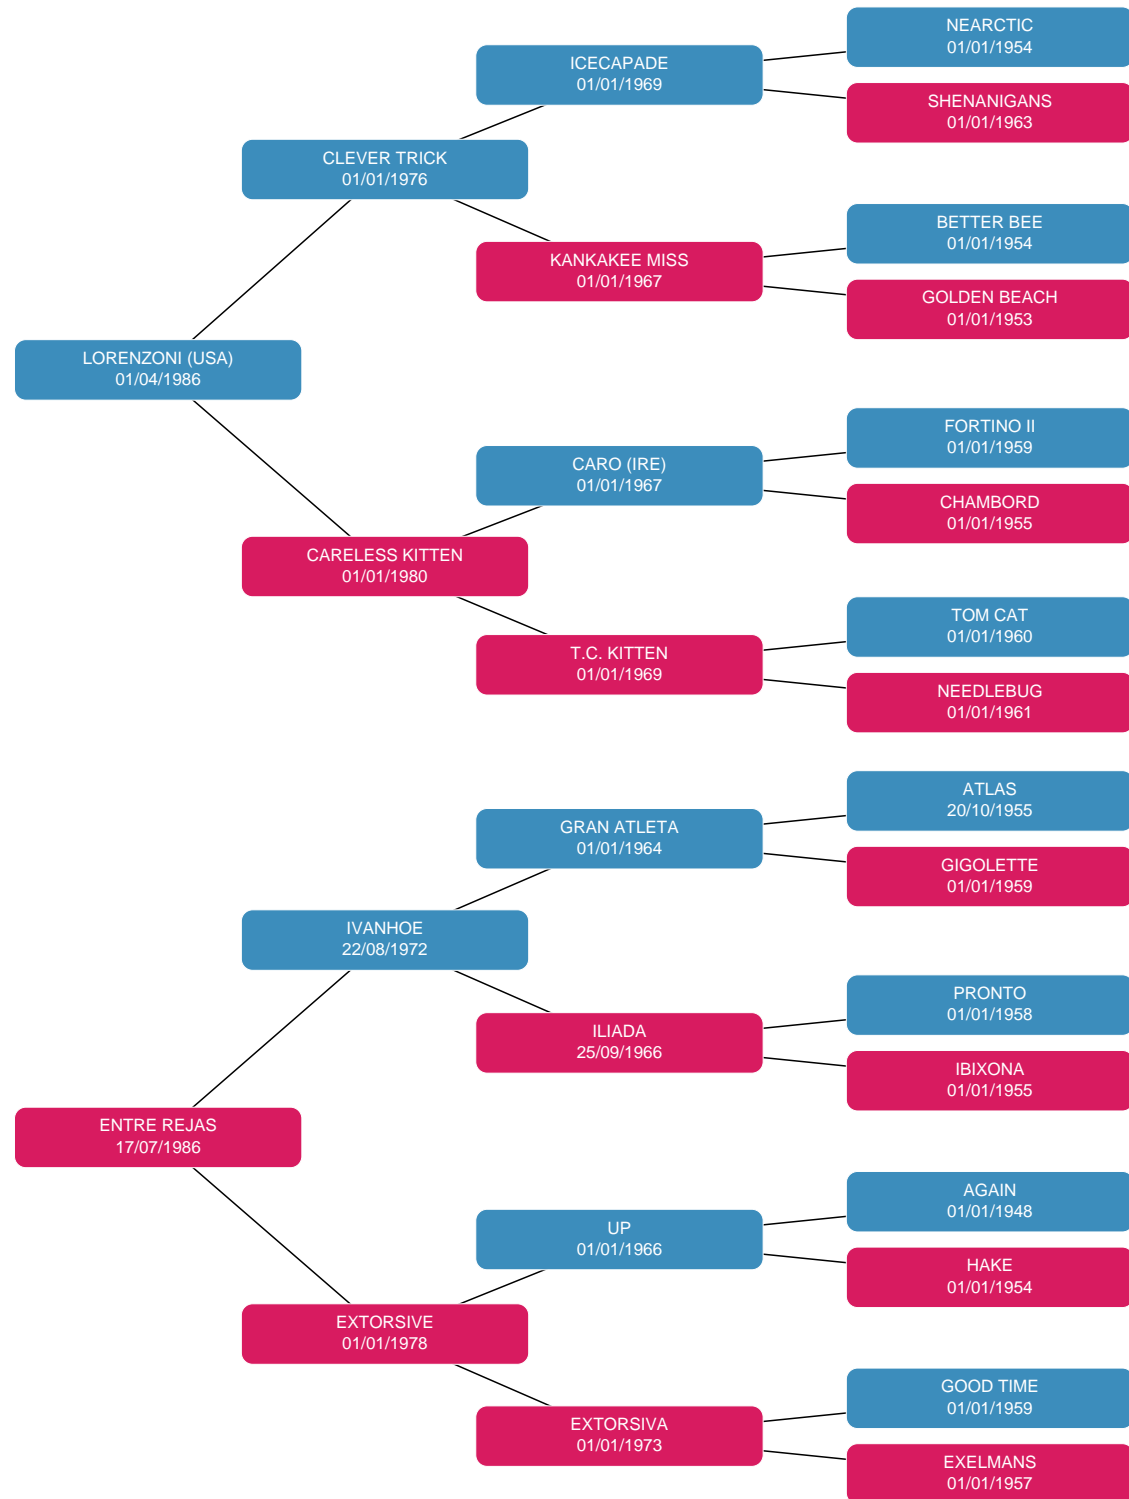 NEARCTIC
01/01/1954
ICECAPADE
01/01/1969
SHENANIGANS
01/01/1963
CLEVER TRICK
01/01/1976
BETTER BEE
01/01/1954
KANKAKEE MISS
01/01/1967
GOLDEN BEACH
01/01/1953
LORENZONI (USA)
01/04/1986
FORTINO II
01/01/1959
CARO (IRE)
01/01/1967
CHAMBORD
01/01/1955
CARELESS KITTEN
01/01/1980
TOM CAT
01/01/1960
T.C. KITTEN
01/01/1969
NEEDLEBUG
01/01/1961
ATLAS
20/10/1955
GRAN ATLETA
01/01/1964
GIGOLETTE
01/01/1959
IVANHOE
22/08/1972
PRONTO
01/01/1958
ILIADA
25/09/1966
IBIXONA
01/01/1955
ENTRE REJAS
17/07/1986
AGAIN
01/01/1948
UP
01/01/1966
HAKE
01/01/1954
EXTORSIVE
01/01/1978
GOOD TIME
01/01/1959
EXTORSIVA
01/01/1973
EXELMANS
01/01/1957